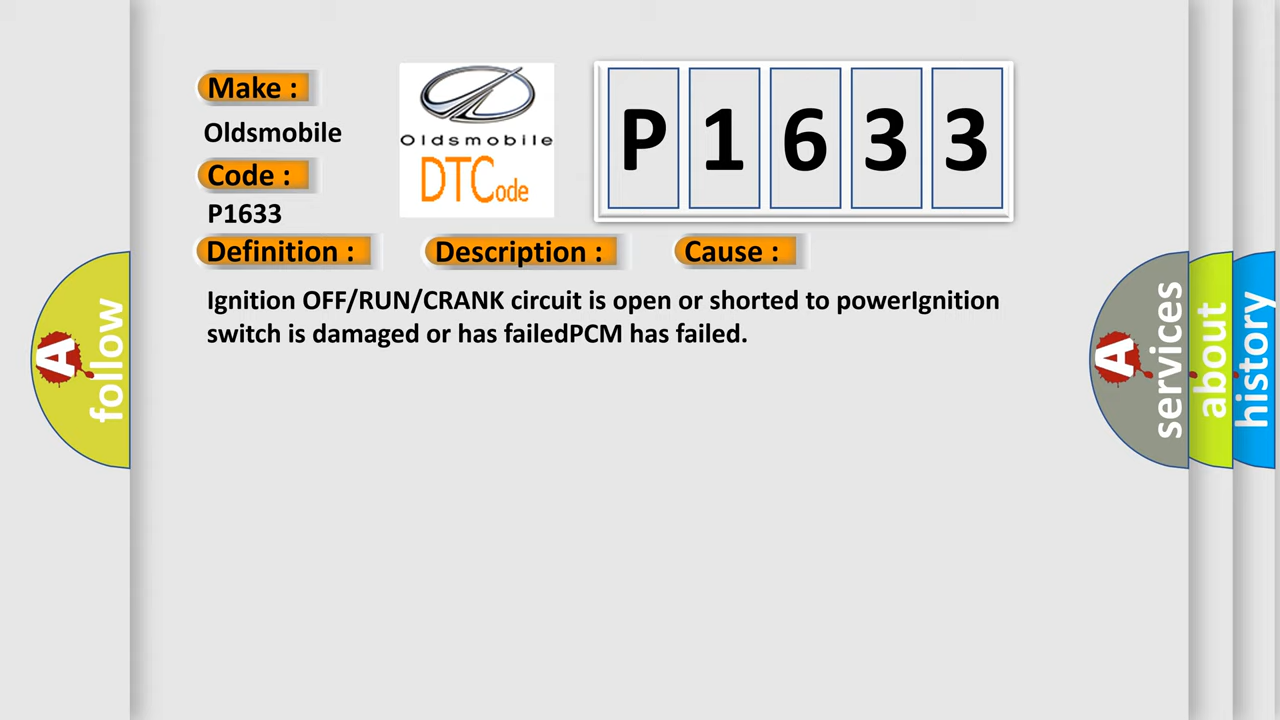 Make :
Oldsmobile
Code :
P1633
Oldsmobile
DTCode
P 1 6 3 3
Definition :
Description :
Cause :
Ignition OFF/RUN/CRANK circuit is open or shorted to powerIgnition
switch is damaged or has failedPCM has failed.
A follow
A services
about
history